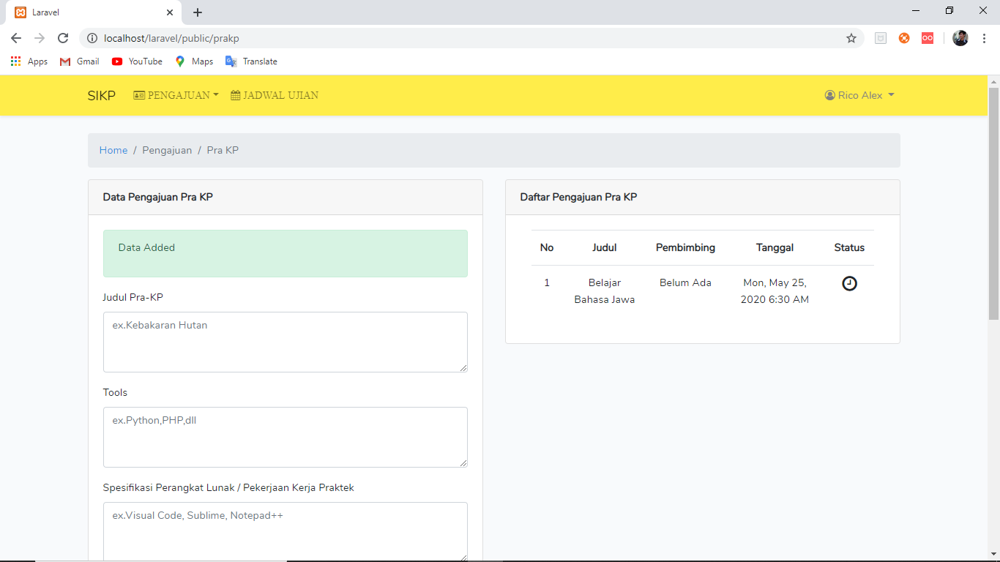 Laravel
localhost/laravel/public/prakp
Apps Gmail YouTube Maps Translate
SIKP PENGAJUAN JADWAL UJIAN Rico Alex
Home / Pengajuan / Pra KP
Data Pengajuan Pra KP
Data Added
Judul Pra-KP
ex.Kebakaran Hutan
Tools
ex.Python,PHP,dll
Spesifikasi Perangkat Lunak / Pekerjaan Kerja Praktek
ex.Visual Code, Sublime, Notepad++
Daftar Pengajuan Pra KP
No Judul Pembimbing Tanggal Status
1 Belajar Belum Ada Mon, May 25,
Bahasa Jawa 2020 6:30 AM